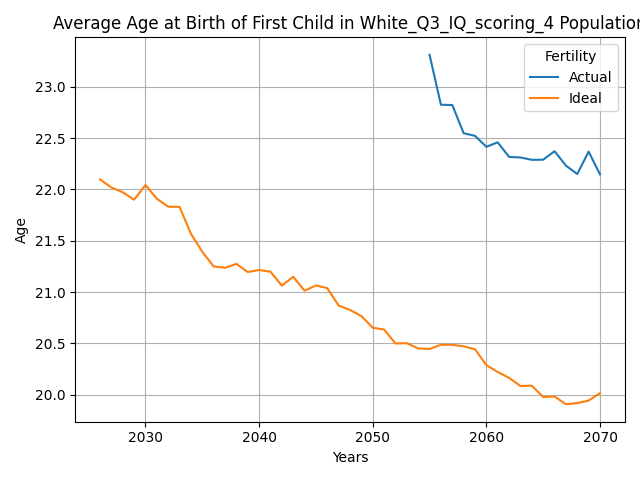 Average Age at Birth of First Child in White_Q3_IQ_scoring_4 Population
Fertility
Actual
Ideal
23.0
22.5
22.0
21.5
21.0
20.5
20.0
Age
2030 2040 2050 2060 2070
Years